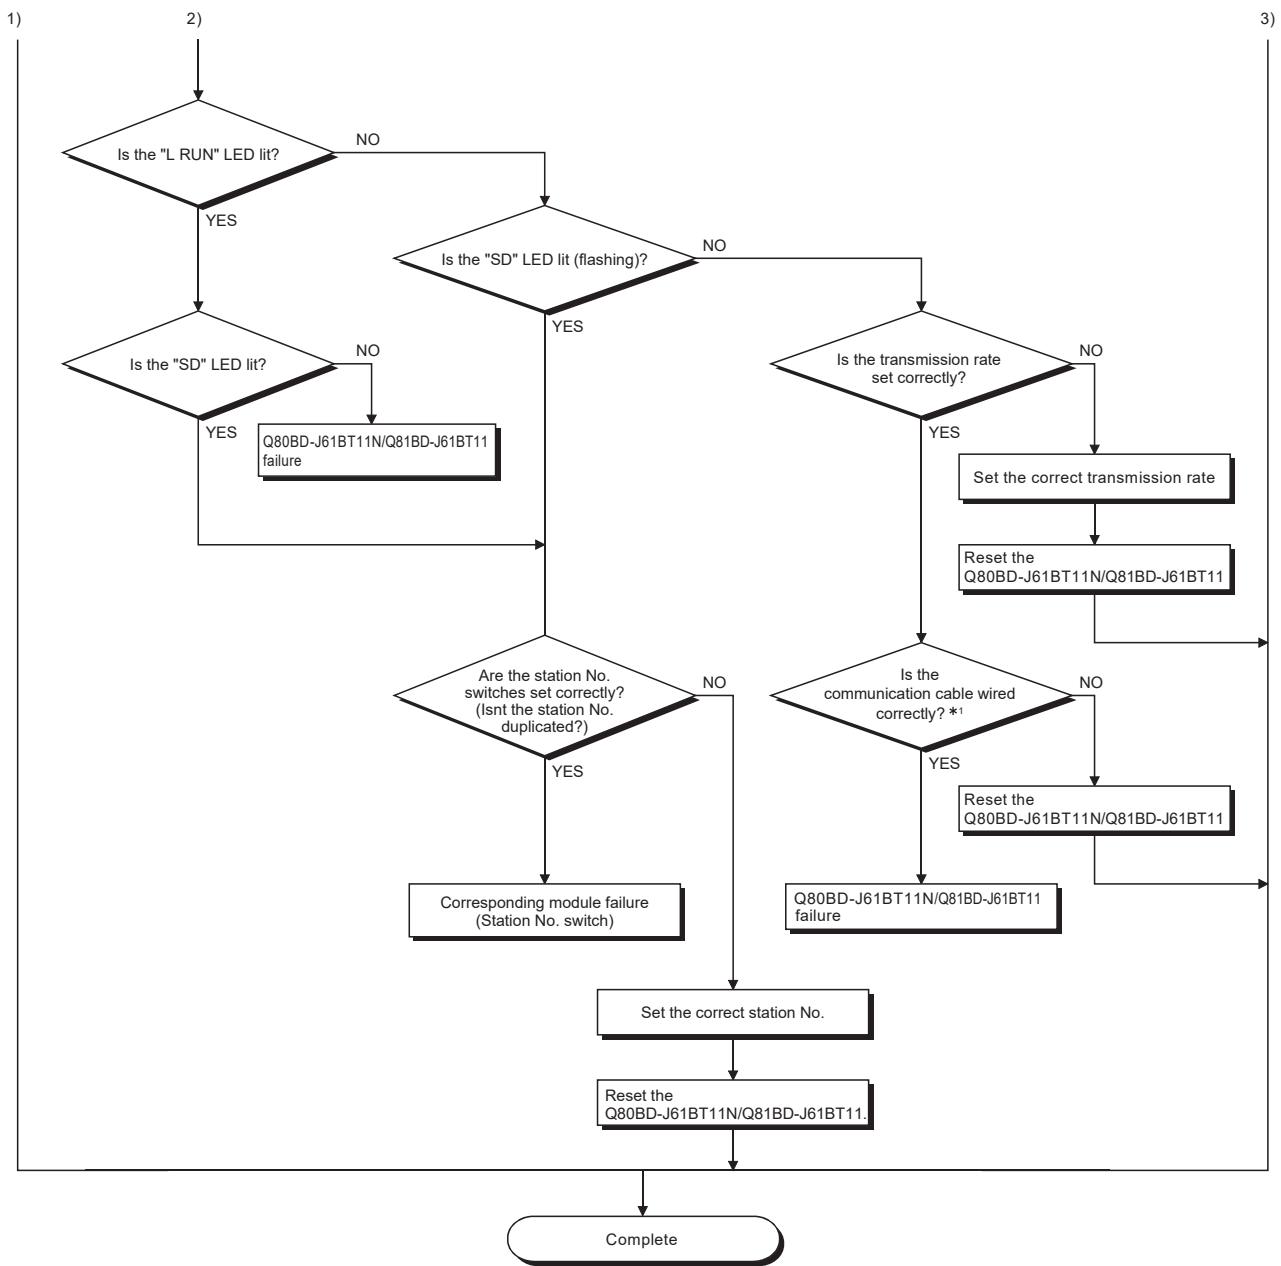 1)
2)
3)
Is the "L RUN" LED lit?
NO
YES
Is the "SD" LED lit (flashing)?
NO
YES
Is the "SD" LED lit?
NO
YES
Q80BD-J61BT11N/Q81BD-J61BT11
failure
Is the transmission rate
set correctly?
NO
YES
Set the correct transmission rate
Reset the
Q80BD-J61BT11N/Q81BD-J61BT11
Are the station No.
switches set correctly?
(Isnt the station No.
duplicated?)
NO
YES
Is the
communication cable wired
correctly? *1
NO
YES
Reset the
Q80BD-J61BT11N/Q81BD-J61BT11
Corresponding module failure
(Station No. switch)
Q80BD-J61BT11N/Q81BD-J61BT11
failure
Set the correct station No.
Reset the
Q80BD-J61BT11N/Q81BD-J61BT11.
Complete